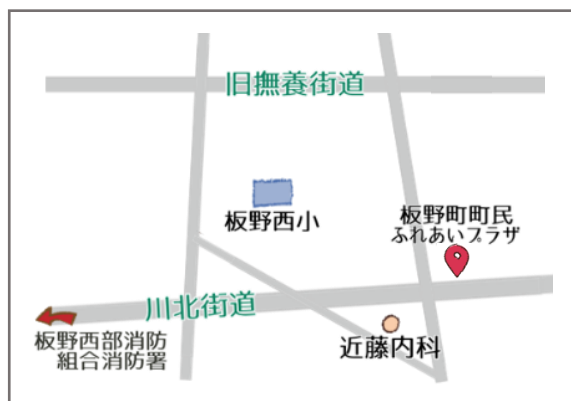 旧撫養街道
板野西小
板野町町民
ふれあいプラザ
川北街道
板野西部消防
組合消防署
近藤内科